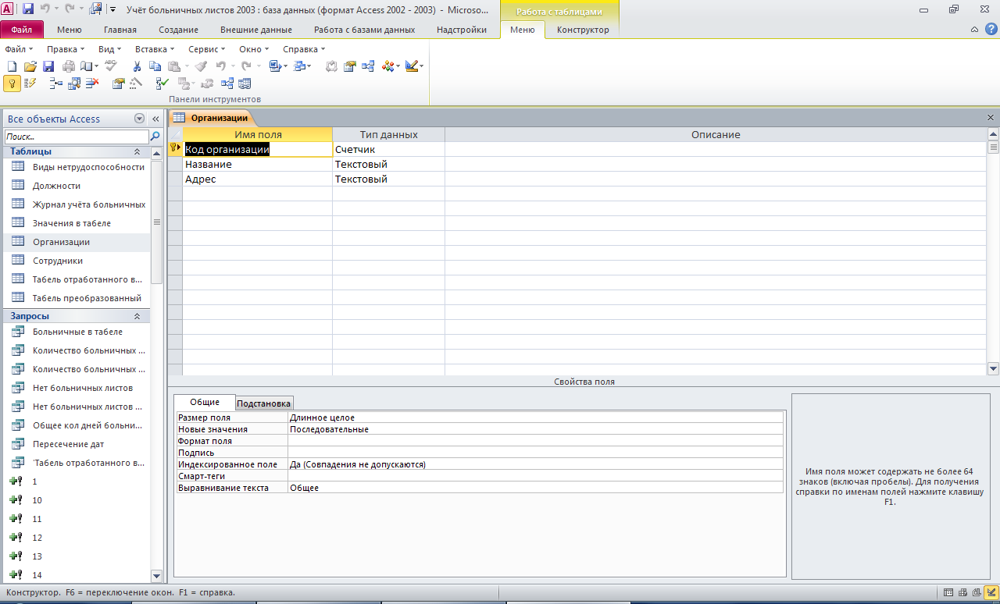 Учёт больничных листов 2003 : база данных (формат Access 2002 - 2003) - Microso...
Работа с таблицами
Файл Меню Главная Создание Внешние данные Работа с базами данных Надстройки Меню Конструктор
Файл Правка Вид Вставка Сервис Окно Справка
Панели инструментов
Все объекты Access
Поиск...
Таблицы
Виды нетрудоспособности
Должности
Журнал учёта больничных
Значения в табеле
Организации
Сотрудники
Табель отработанного в...
Табель преобразованный
Запросы
Больничные в табеле
Количество больничных ...
Количество больничных ...
Нет больничных листов
Нет больничных листов ...
Общее кол дней больни...
Пересечение дат
'Табель отработанного в...
1
10
11
12
13
14
Организации
Имя поля Тип данных Описание
Код организации Счетчик
Название Текстовый
Адрес Текстовый
Свойства поля
Общие Подстановка
Размер поля Длинное целое
Новые значения Последовательные
Формат поля
Подпись
Индексированное поле Да (Совпадения не допускаются)
Смарт-теги
Выравнивание текста Общее
Имя поля может содержать не более 64
знаков (включая пробелы). Для получения
справки по именам полей нажмите клавишу
F1.
Конструктор. F6 = переключение окон. F1 = справка.